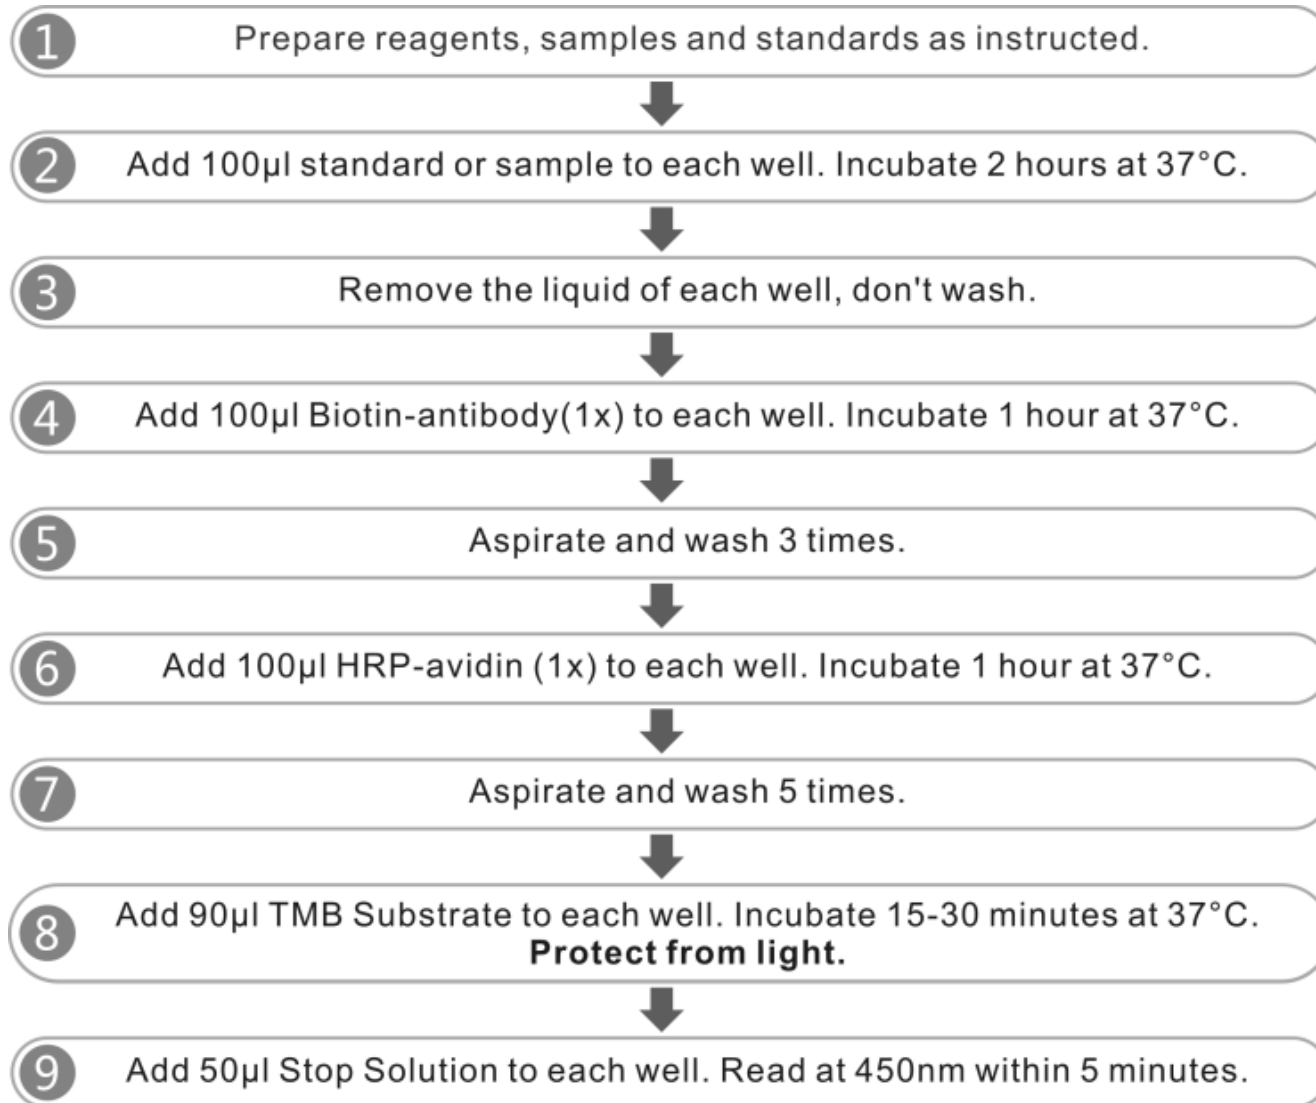 1 Prepare reagents, samples and standards as instructed.
2 Add 100µl standard or sample to each well. Incubate 2 hours at 37°C.
3 Remove the liquid of each well, don't wash.
4 Add 100µl Biotin-antibody(1x) to each well. Incubate 1 hour at 37°C.
5 Aspirate and wash 3 times.
6 Add 100µl HRP-avidin (1x) to each well. Incubate 1 hour at 37°C.
7 Aspirate and wash 5 times.
8 Add 90µl TMB Substrate to each well. Incubate 15-30 minutes at 37°C.
Protect from light.
9 Add 50µl Stop Solution to each well. Read at 450nm within 5 minutes.